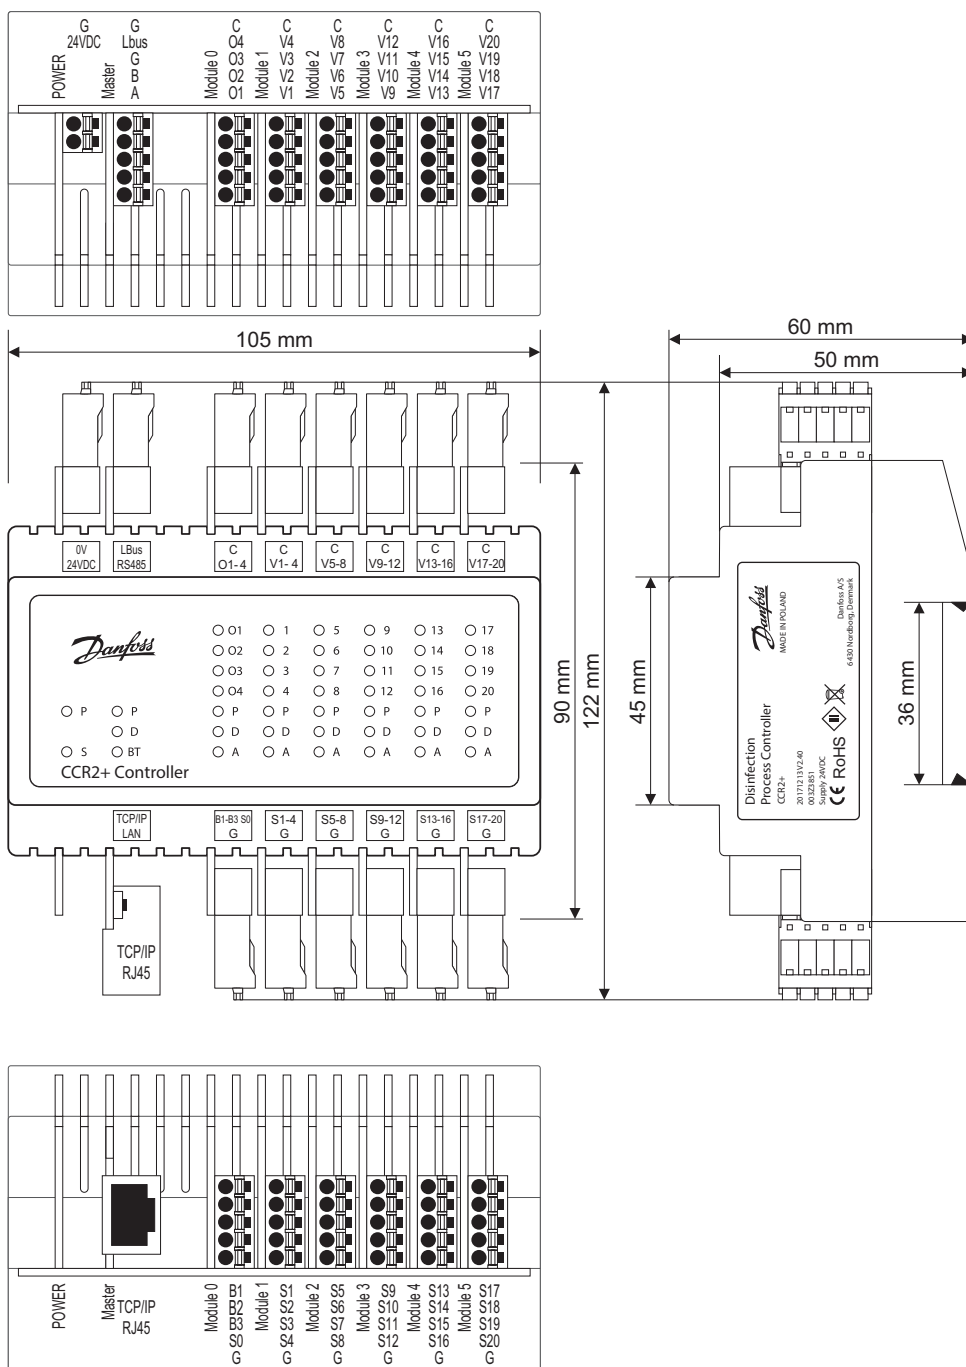 G G C C C C C C
24VDC Lbus O4 V4 V8 V12 V16 V20
G O3 V3 V7 V11 V15 V19
B O2 V2 V6 V10 V14 V18
A O1 V1 V5 V9 V13 V17
POWER Master Module 0 Module 1 Module 2 Module 3 Module 4 Module 5
105 mm
60 mm
50 mm
0V LBus C C C C C C
24VDC RS485 O1-4 V1-4 V5-8 V9-12 V13-16 V17-20
Danfoss
O1 1 5 9 13 17
O2 2 6 10 14 18
O3 3 7 11 15 19
O4 4 8 12 16 20
P P P P P P P P
D D D D D D D
S BT A A A A A A
CCR2+ Controller
TCP/IP B1-B3 S0 S1-4 S5-8 S9-12 S13-16 S17-20
LAN G G G G G G
TCP/IP
RJ45
90 mm
122 mm
45 mm
36 mm
Danfoss
MADE IN POLAND
Danfoss A/S
6430 Nordborg, Denmark
Disinfection
Process Controller
CCR2+
20171213 V2.40
003Z3851
Supply 24VDC
CE RoHS
POWER Master Module 0 Module 1 Module 2 Module 3 Module 4 Module 5
TCP/IP
RJ45
B1 S1 S5 S9 S13 S17
B2 S2 S6 S10 S14 S18
B3 S3 S7 S11 S15 S19
S0 S4 S8 S12 S16 S20
G G G G G G